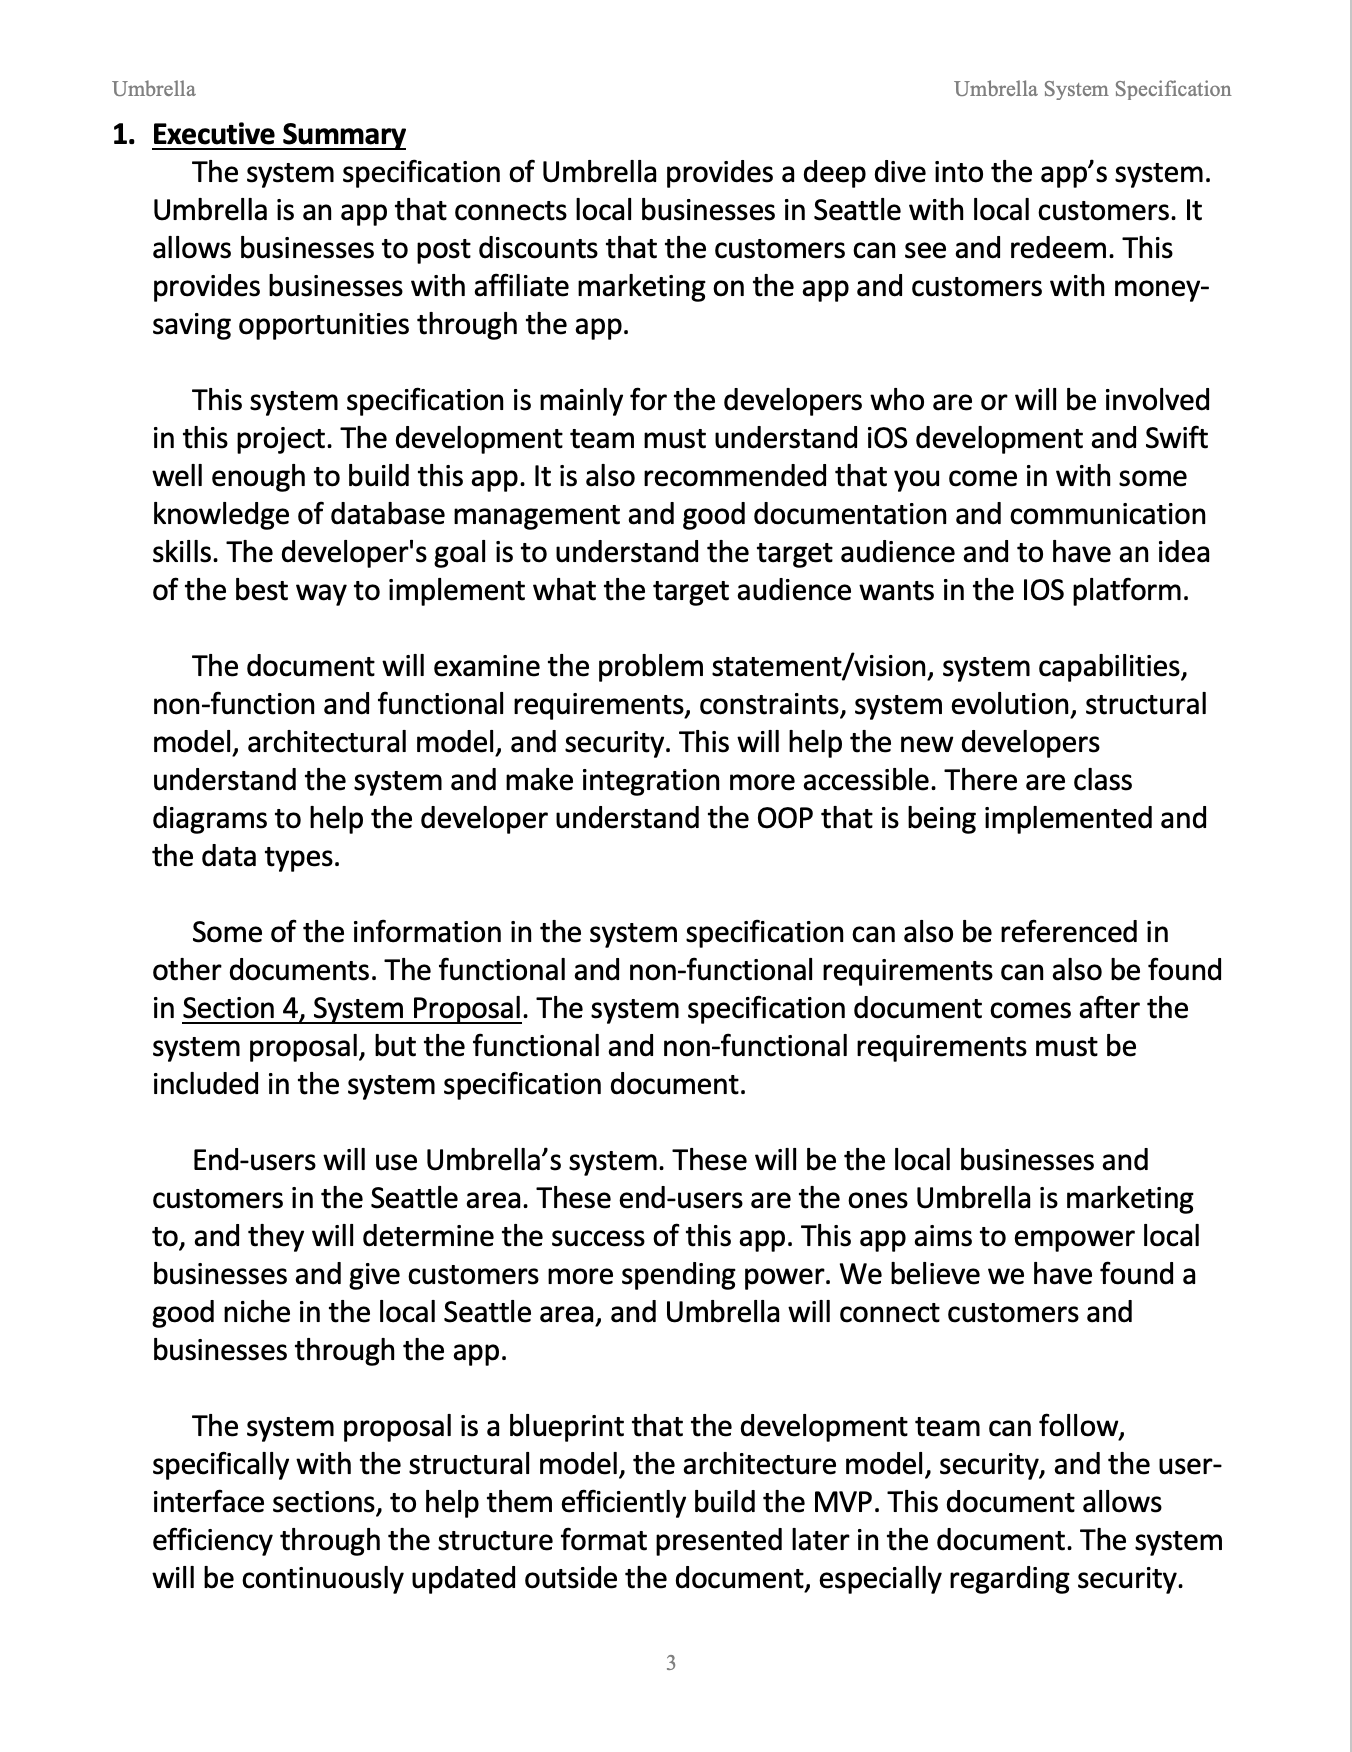 Umbrella
Umbrella System Specification
1. Executive Summary
The system specification of Umbrella provides a deep dive into the app’s system.
Umbrella is an app that connects local businesses in Seattle with local customers. It
allows businesses to post discounts that the customers can see and redeem. This
provides businesses with affiliate marketing on the app and customers with money-
saving opportunities through the app.
This system specification is mainly for the developers who are or will be involved
in this project. The development team must understand iOS development and Swift
well enough to build this app. It is also recommended that you come in with some
knowledge of database management and good documentation and communication
skills. The developer's goal is to understand the target audience and to have an idea
of the best way to implement what the target audience wants in the IOS platform.
The document will examine the problem statement/vision, system capabilities,
non-function and functional requirements, constraints, system evolution, structural
model, architectural model, and security. This will help the new developers
understand the system and make integration more accessible. There are class
diagrams to help the developer understand the OOP that is being implemented and
the data types.
Some of the information in the system specification can also be referenced in
other documents. The functional and non-functional requirements can also be found
in Section 4, System Proposal. The system specification document comes after the
system proposal, but the functional and non-functional requirements must be
included in the system specification document.
End-users will use Umbrella’s system. These will be the local businesses and
customers in the Seattle area. These end-users are the ones Umbrella is marketing
to, and they will determine the success of this app. This app aims to empower local
businesses and give customers more spending power. We believe we have found a
good niche in the local Seattle area, and Umbrella will connect customers and
businesses through the app.
The system proposal is a blueprint that the development team can follow,
specifically with the structural model, the architecture model, security, and the user-
interface sections, to help them efficiently build the MVP. This document allows
efficiency through the structure format presented later in the document. The system
will be continuously updated outside the document, especially regarding security.
3